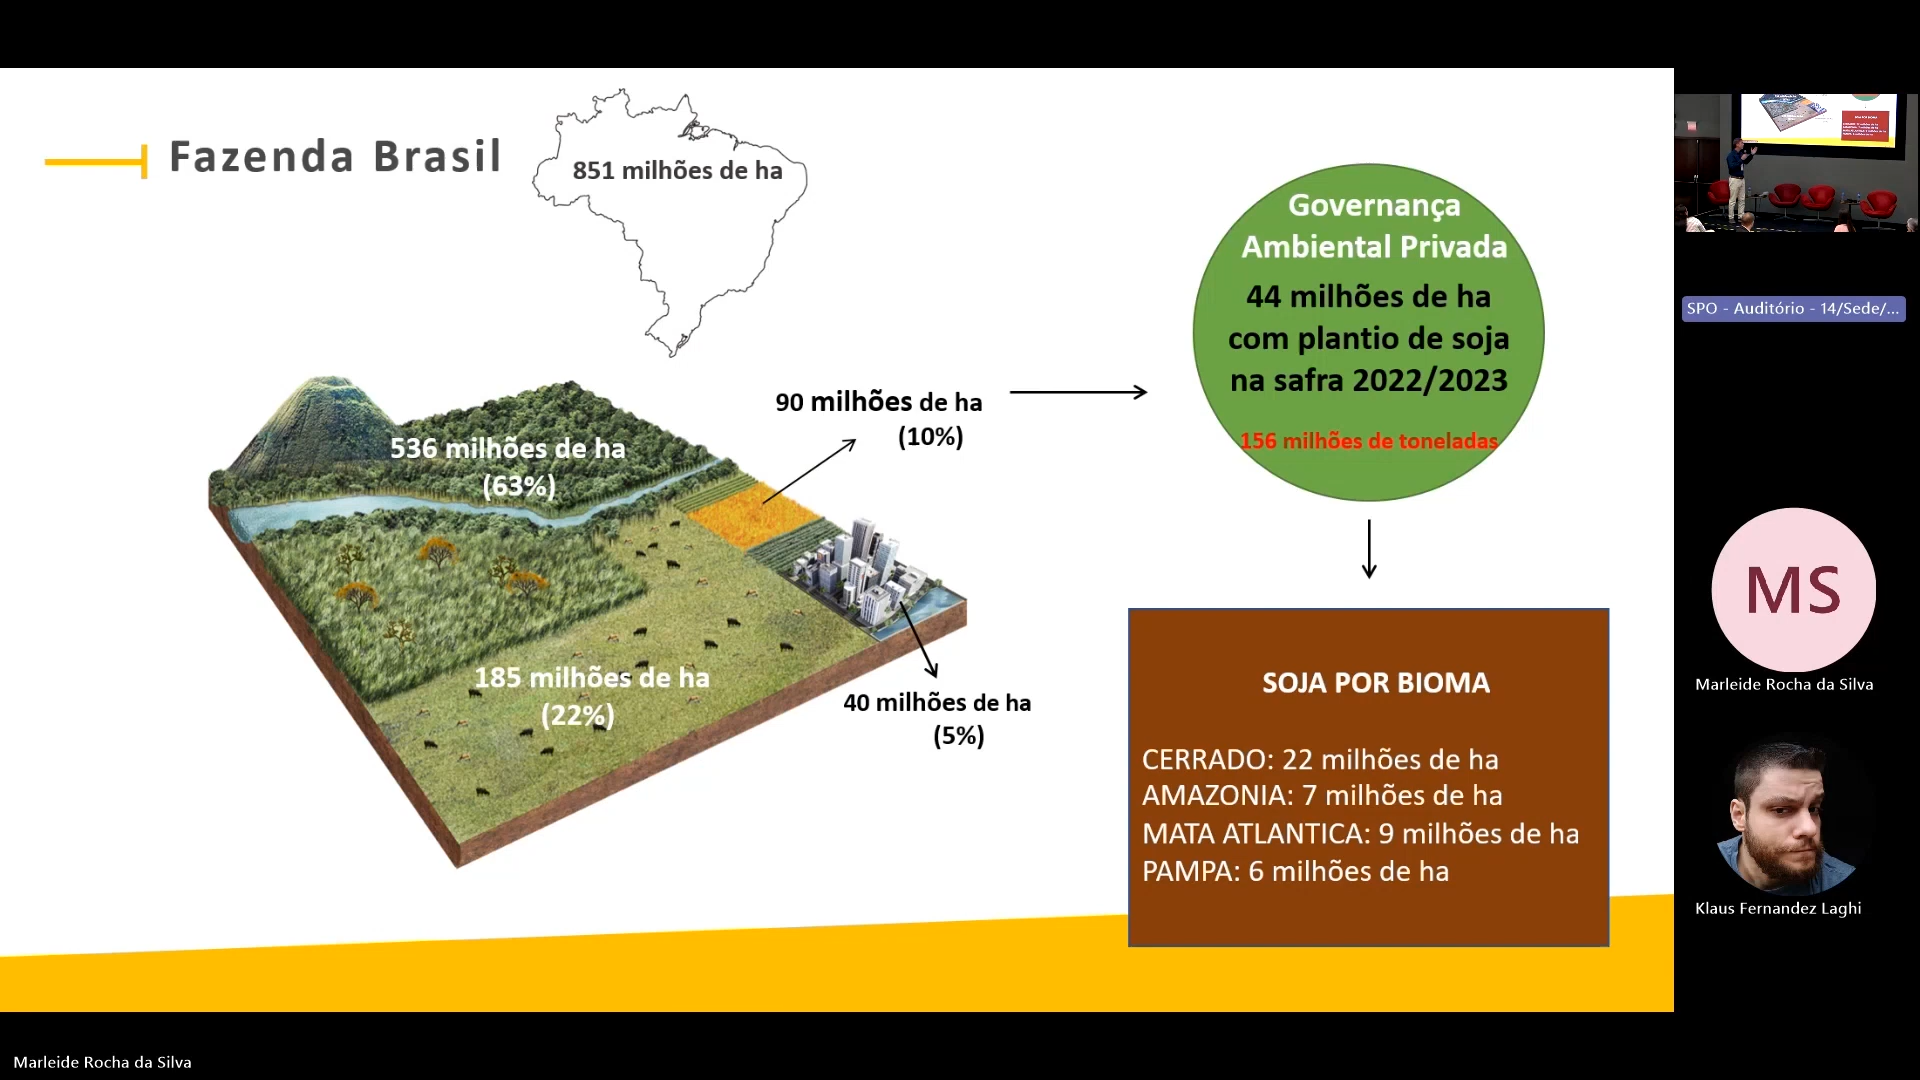 Fazenda Brasil
851 milhões de ha
536 milhões de ha
(63%)
90 milhões de ha
(10%)
185 milhões de ha
(22%)
40 milhões de ha
(5%)
Governança
Ambiental Privada
44 milhões de ha
com plantio de soja
na safra 2022/2023
156 milhões de toneladas
SOJA POR BIOMA
CERRADO: 22 milhões de ha
AMAZONIA: 7 milhões de ha
MATA ATLANTICA: 9 milhões de ha
PAMPA: 6 milhões de ha
SPO - Auditório - 14/Sede/...
MS
Marleide Rocha da Silva
Klaus Fernandez Laghi
Marleide Rocha da Silva